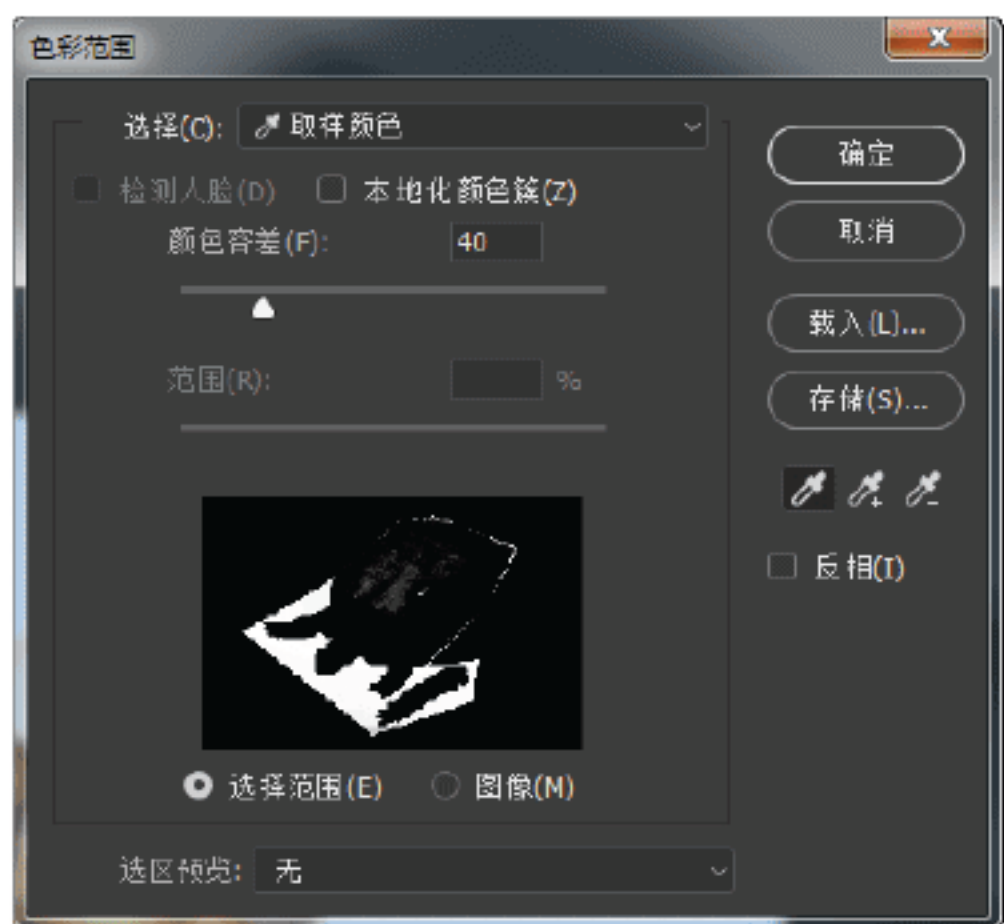 色彩范围
选择(C): 取样颜色
检测人脸(D) 本地化颜色簇(Z)
颜色容差(F): 40
范围(R): %
选择范围(E) 图像(M)
选区预览: 无
确定
取消
载入(L)...
存储(S)...
反相(I)